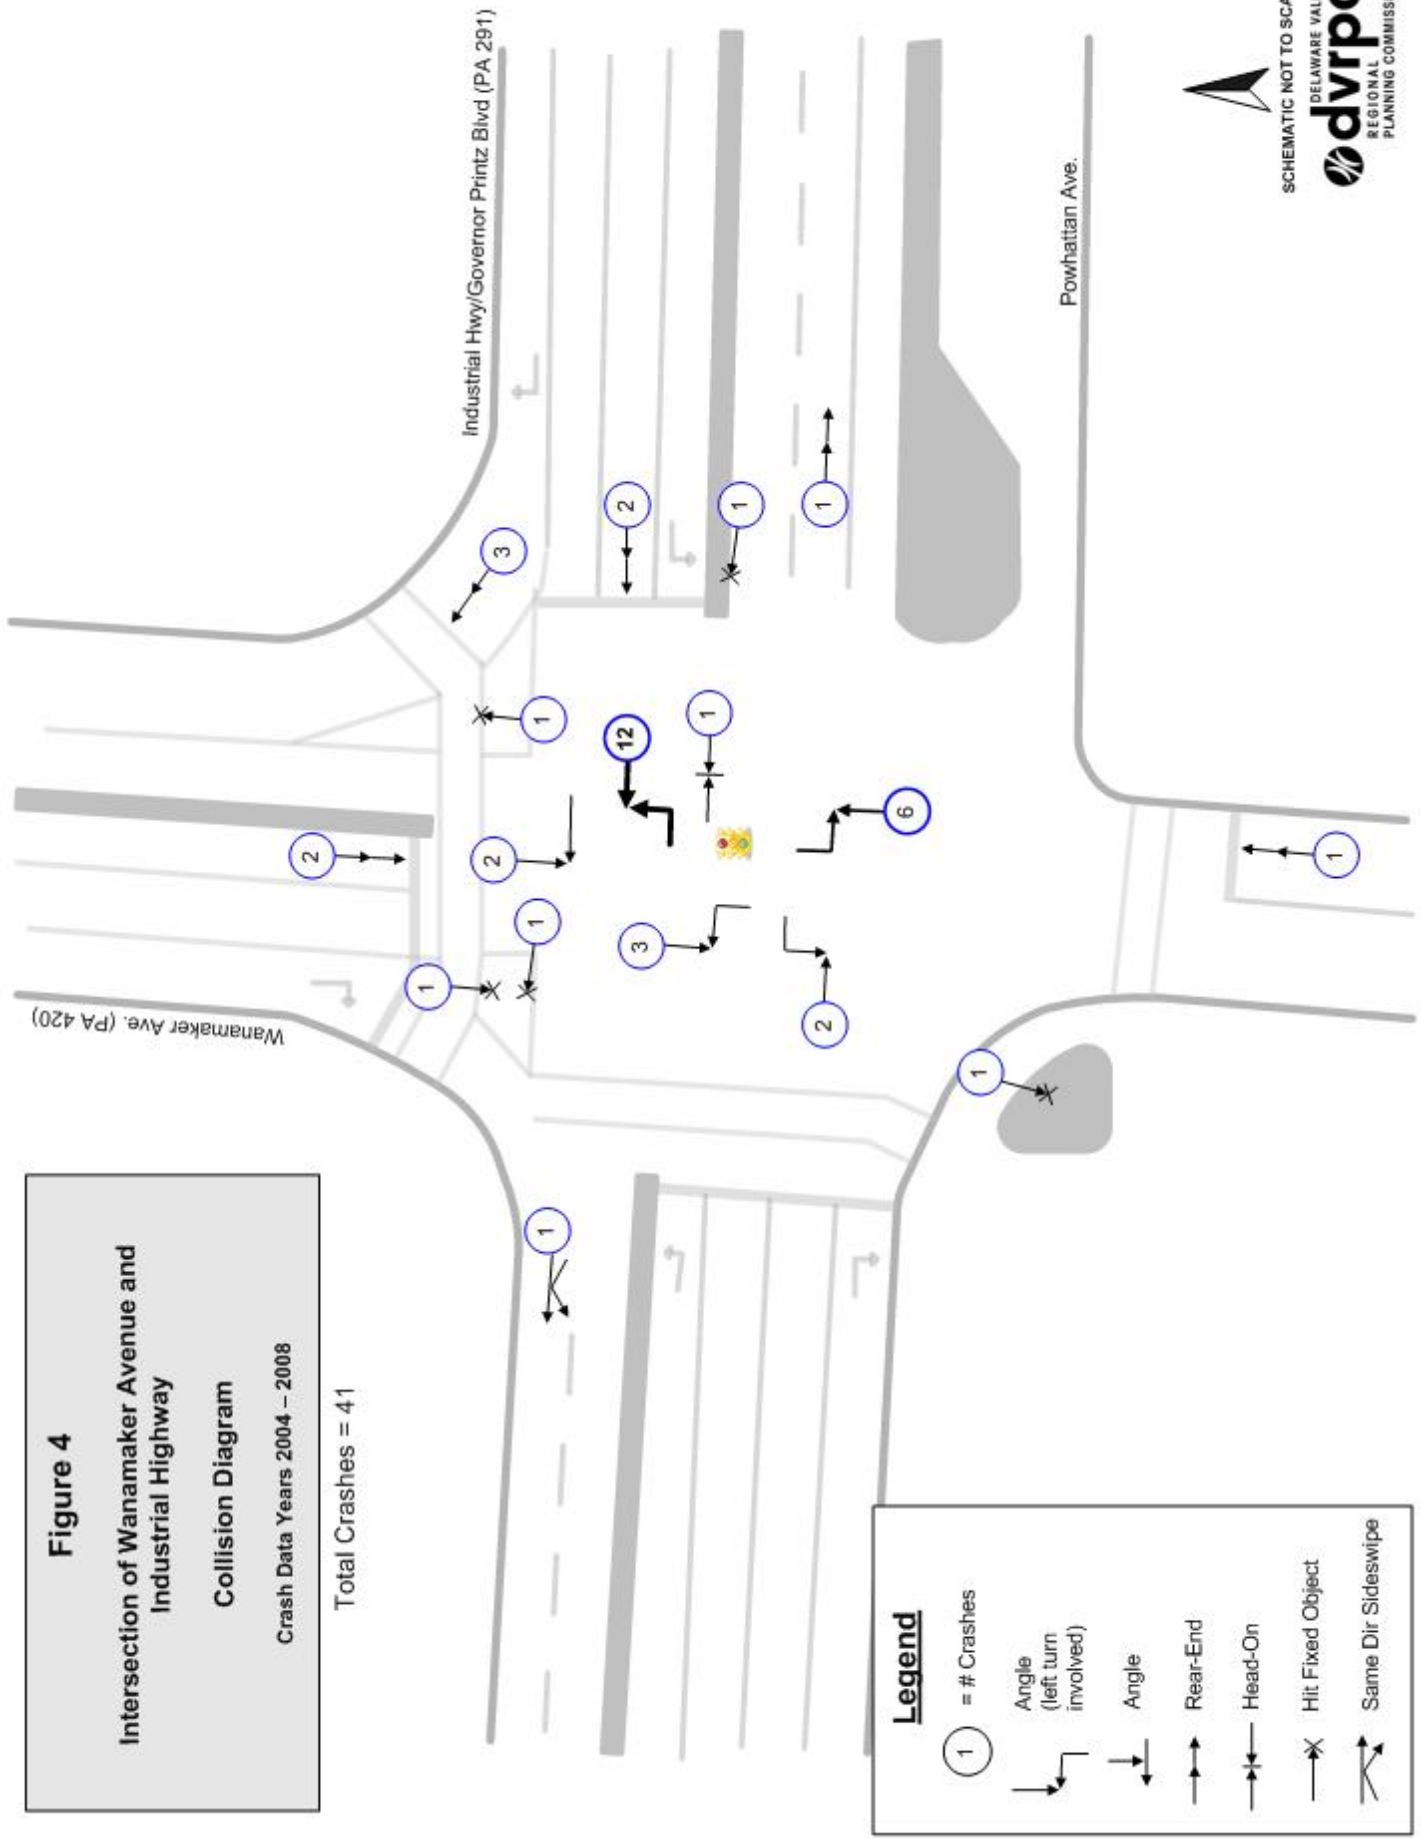 Figure 4
Intersection of Wanamaker Avenue and
Industrial Highway
Collision Diagram
Crash Data Years 2004 – 2008
Total Crashes = 41
Wanamaker Ave. (PA 420)
Industrial Hwy/Governor Printz Blvd (PA 291)
Powhattan Ave.
2
3
1
2
1
1
2
1
12
1
2
1
1
3
6
2
1
1
1
Legend
1 = # Crashes
Angle
(left turn
involved)
Angle
Rear-End
Head-On
Hit Fixed Object
Same Dir Sideswipe
SCHEMATIC NOT TO SCA
DELAWARE VAL
dvrpc
REGIONAL
PLANNING COMMISS